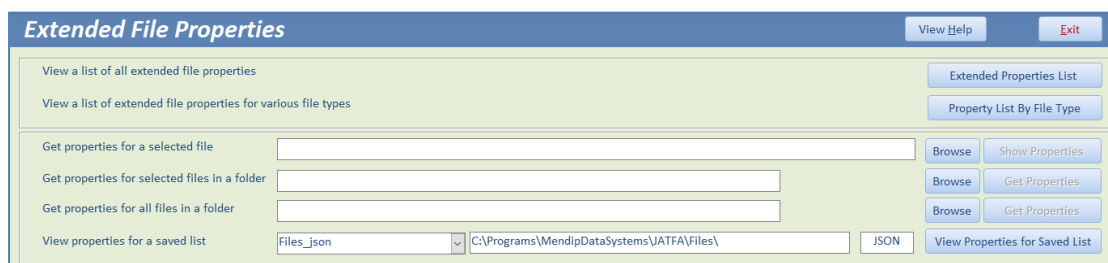 Extended File Properties View Help Exit
View a list of all extended file properties Extended Properties List
View a list of extended file properties for various file types Property List By File Type
Get properties for a selected file Browse Show Properties
Get properties for selected files in a folder Browse Get Properties
Get properties for all files in a folder Browse Get Properties
View properties for a saved list Files_json C:\Programs\MendipDataSystems\JATFA\Files\ JSON View Properties for Saved List